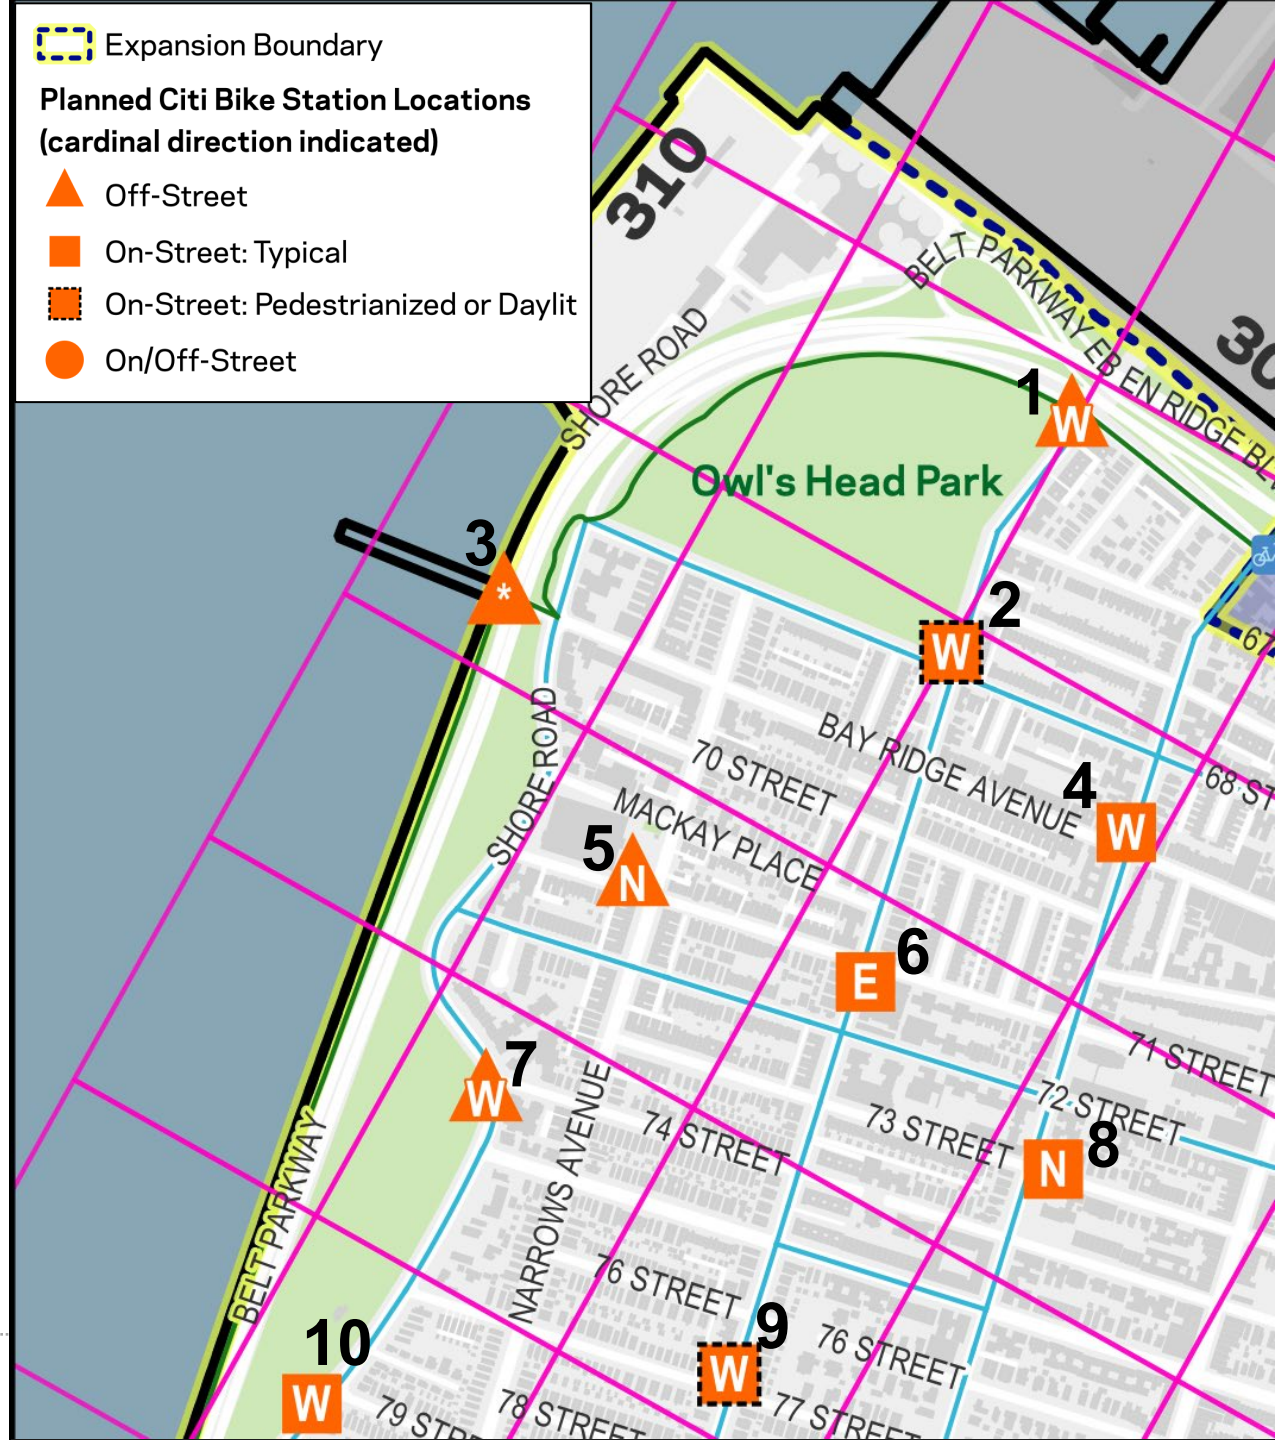 Expansion Boundary
Planned Citi Bike Station Locations
(cardinal direction indicated)
Off-Street
On-Street: Typical
On-Street: Pedestrianized or Daylit
On/Off-Street
310
30
BELT PARKWAY EB EN RIDGE BL
SHORE ROAD
1
W
Owl's Head Park
3
*
2
W
67
SHORE ROAD
BAY RIDGE AVENUE
70 STREET
68 ST
MACKAY PLACE
4
W
5
N
6
E
7
W
71 STREET
72 STREET
73 STREET
74 STREET
8
N
NARROWS AVENUE
BELT PARKWAY
76 STREET
9
W
76 STREET
10
W
79 STR
78 STREET
77 STREET